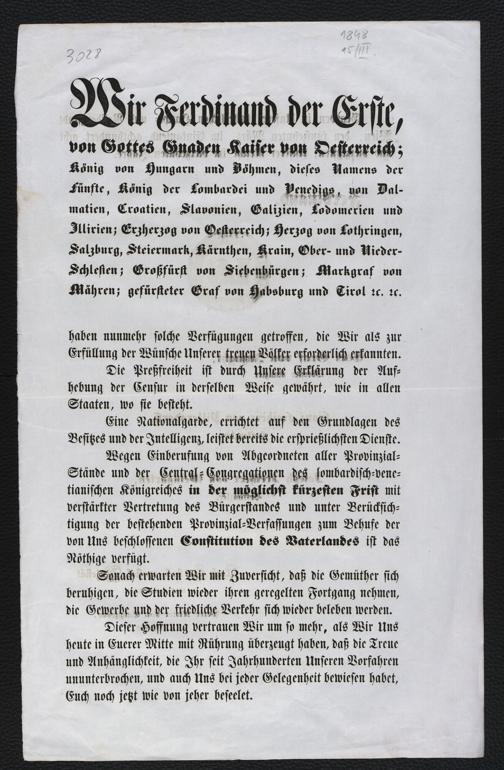 3028
1848
15/III
Wir Ferdinand der Erste,
von Gottes Gnaden Kaiser von Oesterreich;
König von Hungarn und Böhmen, dieses Namens der
Fünfte, König der Lombardei und Venedigs, von Dal-
matien, Croatien, Slavonien, Galizien, Lodomerien und
Illirien; Erzherzog von Oesterreich; Herzog von Lothringen,
Salzburg, Steiermark, Kärnthen, Krain, Ober- und Nieder-
Schlesien; Großfürst von Siebenbürgen; Markgraf von
Mähren; gefürsteter Graf von Habsburg und Tirol ꝛc. ꝛc.
haben nunmehr solche Verfügungen getroffen, die Wir als zur
Erfüllung der Wünsche Unserer treuen Völker erforderlich erkannten.
Die Preßfreiheit ist durch Unsere Erklärung der Auf-
hebung der Censur in derselben Weise gewährt, wie in allen
Staaten, wo sie besteht.
Eine Nationalgarde, errichtet auf den Grundlagen des
Besitzes und der Intelligenz, leistet bereits die ersprießlichsten Dienste.
Wegen Einberufung von Abgeordneten aller Provinzial-
Stände und der Central-Congregationen des lombardisch-vene-
tianischen Königreiches in der möglichst kürzesten Frist mit
verstärkter Vertretung des Bürgerstandes und unter Berücksich-
tigung der bestehenden Provinzial-Verfassungen zum Behufe der
von Uns beschlossenen Constitution des Vaterlandes ist das
Nöthige verfügt.
Sonach erwarten Wir mit Zuversicht, daß die Gemüther sich
beruhigen, die Studien wieder ihren geregelten Fortgang nehmen,
die Gewerbe und der friedliche Verkehr sich wieder beleben werden.
Dieser Hoffnung vertrauen Wir um so mehr, als Wir Uns
heute in Euerer Mitte mit Rührung überzeugt haben, daß die Treue
und Anhänglichkeit, die Ihr seit Jahrhunderten Unseren Vorfahren
ununterbrochen, und auch Uns bei jeder Gelegenheit bewiesen habet,
Euch noch jetzt wie von jeher beseelet.